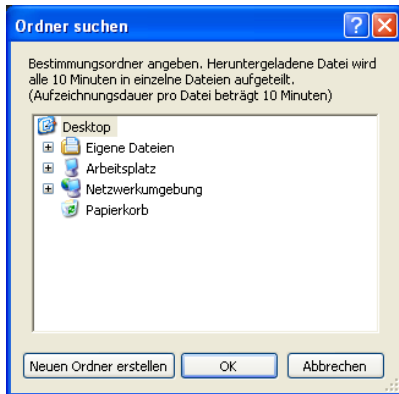 Ordner suchen
Bestimmungsordner angeben. Heruntergeladene Datei wird
alle 10 Minuten in einzelne Dateien aufgeteilt.
(Aufzeichnungsdauer pro Datei beträgt 10 Minuten)
Desktop
Eigene Dateien
Arbeitsplatz
Netzwerkumgebung
Papierkorb
Neuen Ordner erstellen OK Abbrechen